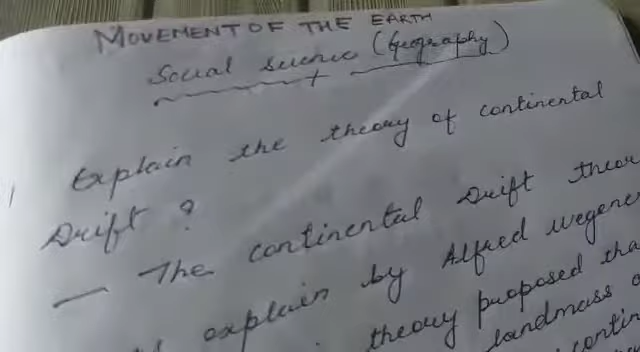 MOVEMENT OF THE EARTH
Social science (Geography)
1 Explain the theory of continental
Drift ?
— The continental Drift theor
explain by Alfred wegene
theory proposed tha
landmass o
contin